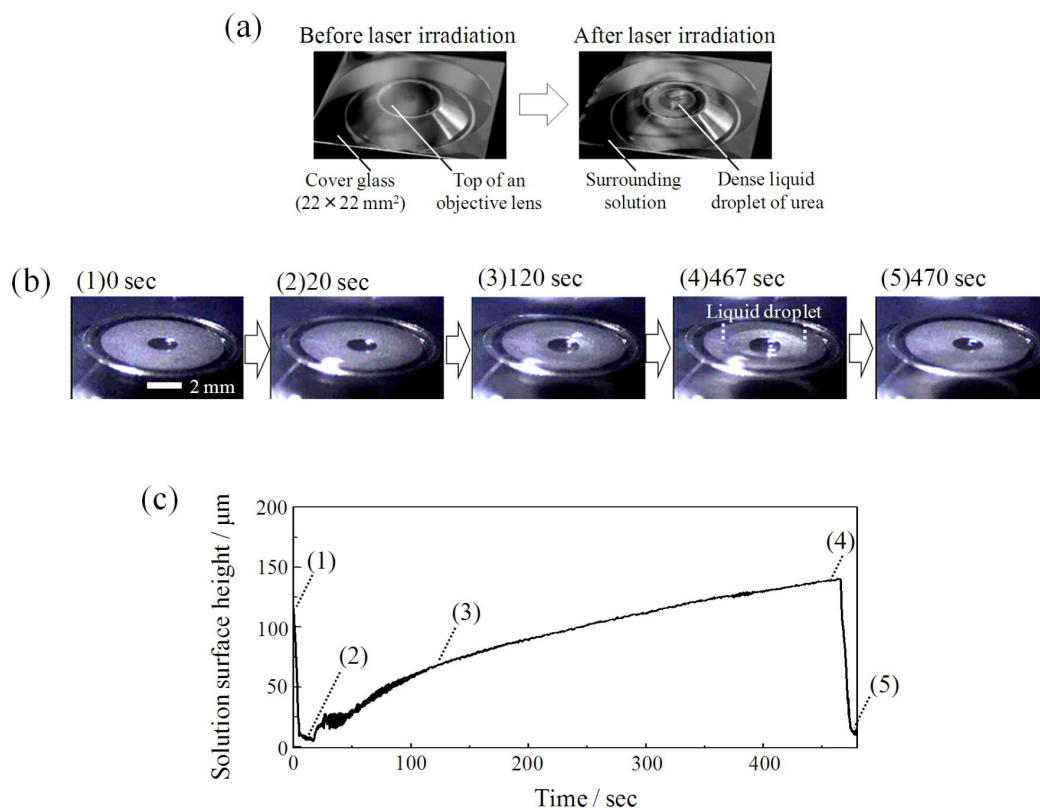 (a)
Before laser irradiation
After laser irradiation
Cover glass
(22 × 22 mm²)
Top of an
objective lens
Surrounding
solution
Dense liquid
droplet of urea
(b)
(1)0 sec
(2)20 sec
(3)120 sec
(4)467 sec
(5)470 sec
2 mm
Liquid droplet
(c)
Solution surface height / μm
200
150
100
50
0
(1)
(2)
(3)
(4)
(5)
0
100
200
300
400
Time / sec